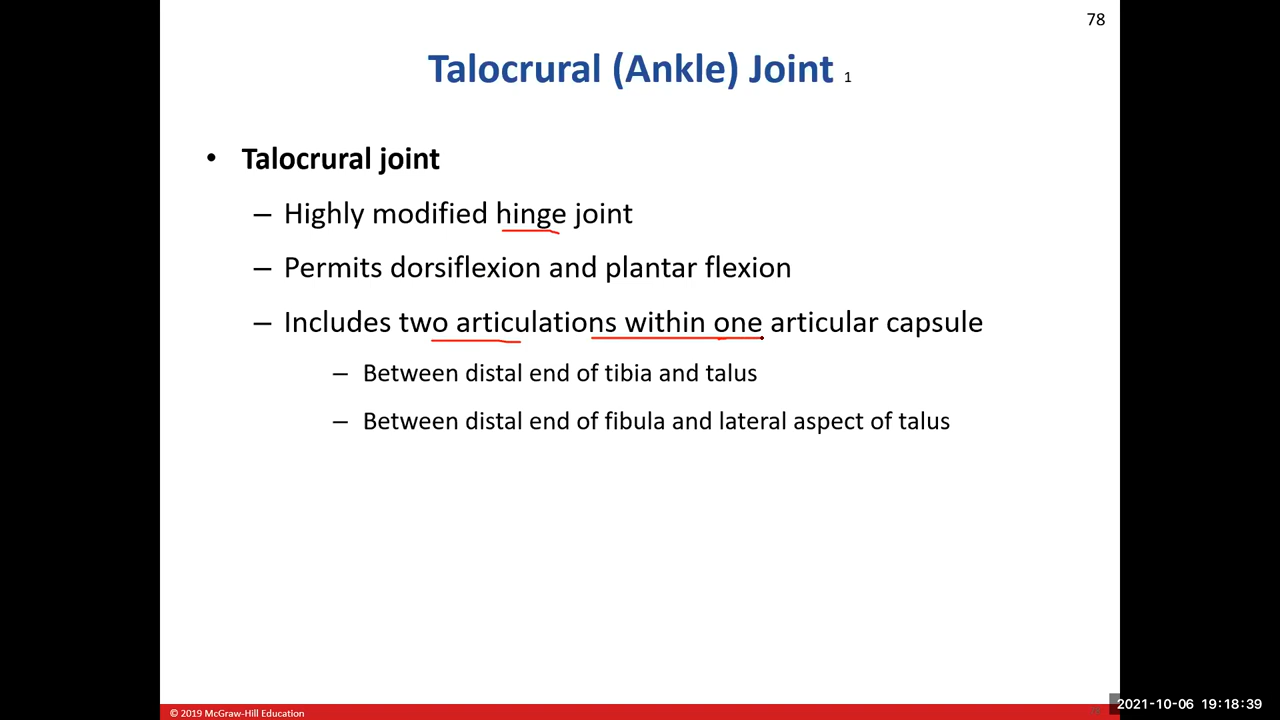 78
Talocrural (Ankle) Joint 1
• Talocrural joint
– Highly modified hinge joint
– Permits dorsiflexion and plantar flexion
– Includes two articulations within one articular capsule
– Between distal end of tibia and talus
– Between distal end of fibula and lateral aspect of talus
© 2019 McGraw-Hill Education
2021-10-06 19:18:39